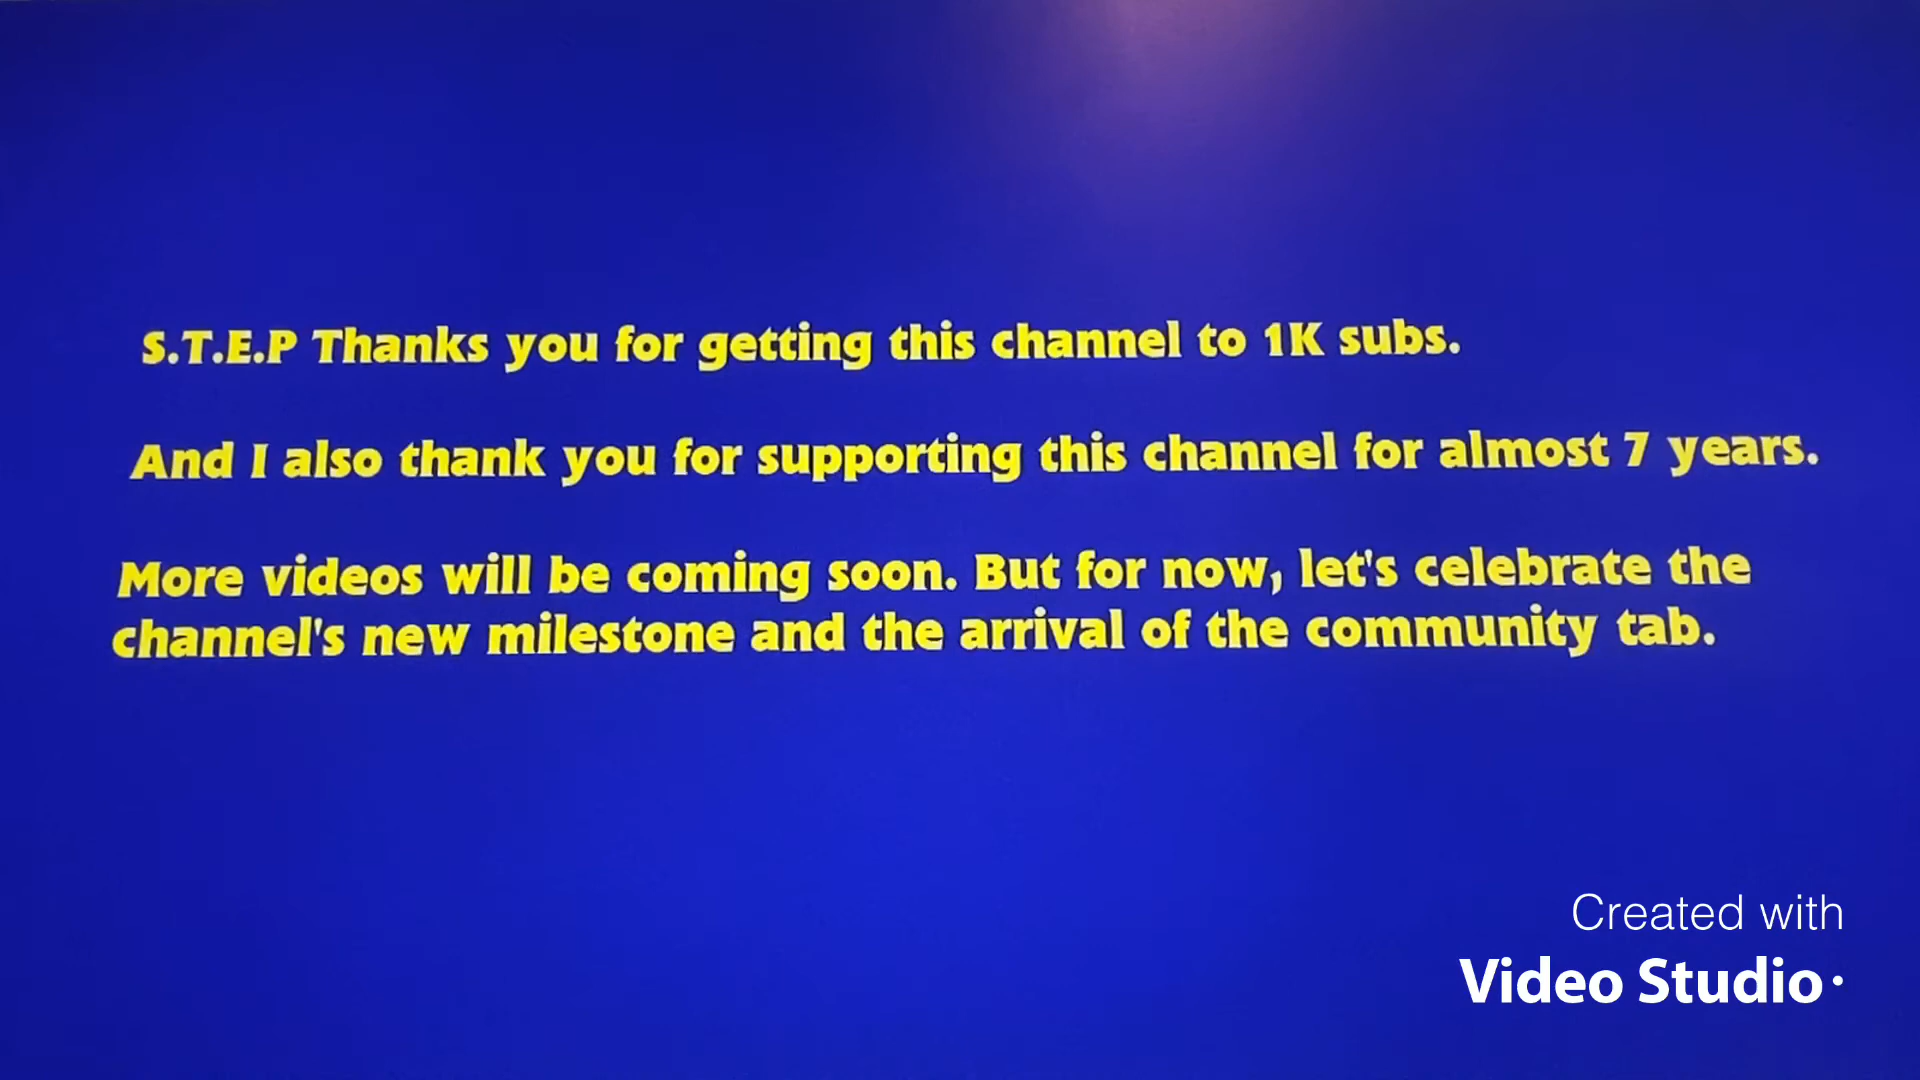 S.T.E.P Thanks you for getting this channel to 1K subs.
And I also thank you for supporting this channel for almost 7 years.
More videos will be coming soon. But for now, let's celebrate the
channel's new milestone and the arrival of the community tab.
Created with
Video Studio·